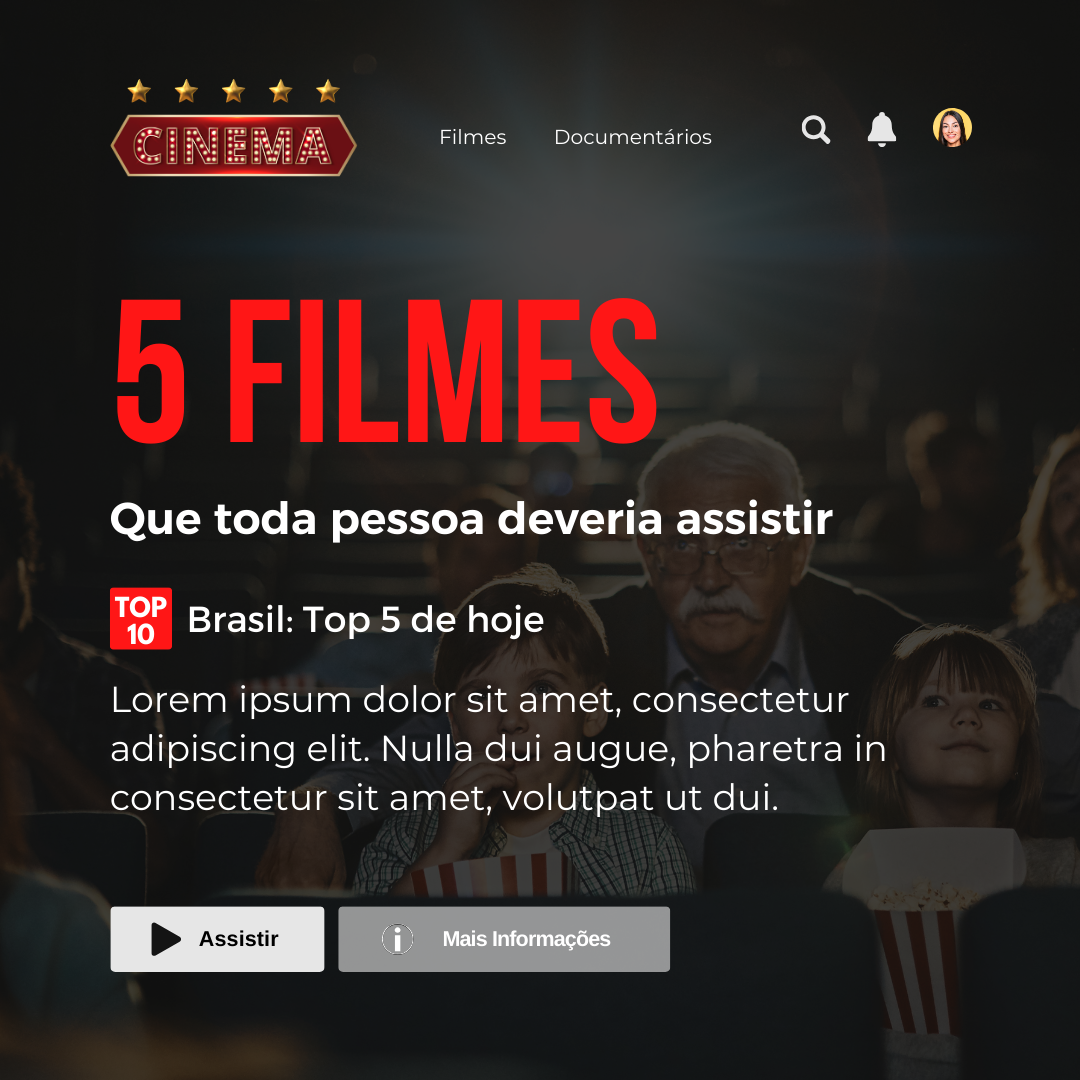 CINEMA
Filmes Documentários
5 FILMES
Que toda pessoa deveria assistir
TOP
10
Brasil: Top 5 de hoje
Lorem ipsum dolor sit amet, consectetur
adipiscing elit. Nulla dui augue, pharetra in
consectetur sit amet, volutpat ut dui.
Assistir
i Mais Informações